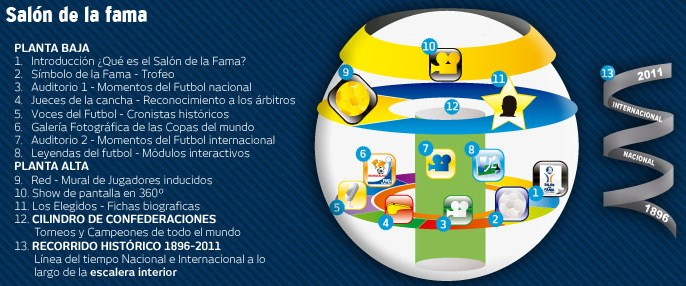 Salón de la fama
PLANTA BAJA
1. Introducción ¿Qué es el Salón de la Fama?
2. Símbolo de la Fama - Trofeo
3. Auditorio 1 - Momentos del Futbol nacional
4. Jueces de la cancha - Reconocimiento a los árbitros
5. Voces del Futbol - Cronistas históricos
6. Galería Fotográfica de las Copas del mundo
7. Auditorio 2 - Momentos del Futbol internacional
8. Leyendas del futbol - Módulos interactivos
PLANTA ALTA
9. Red - Mural de Jugadores inducidos
10. Show de pantalla en 360º
11. Los Elegidos - Fichas biograficas
12. CILINDRO DE CONFEDERACIONES
Torneos y Campeones de todo el mundo
13. RECORRIDO HISTÓRICO 1896-2011
Línea del tiempo Nacional e Internacional a lo
largo de la escalera interior
10
9
11
12
6
7
8
1
5
4
3
2
13
2011
INTERNACIONAL
NACIONAL
1896